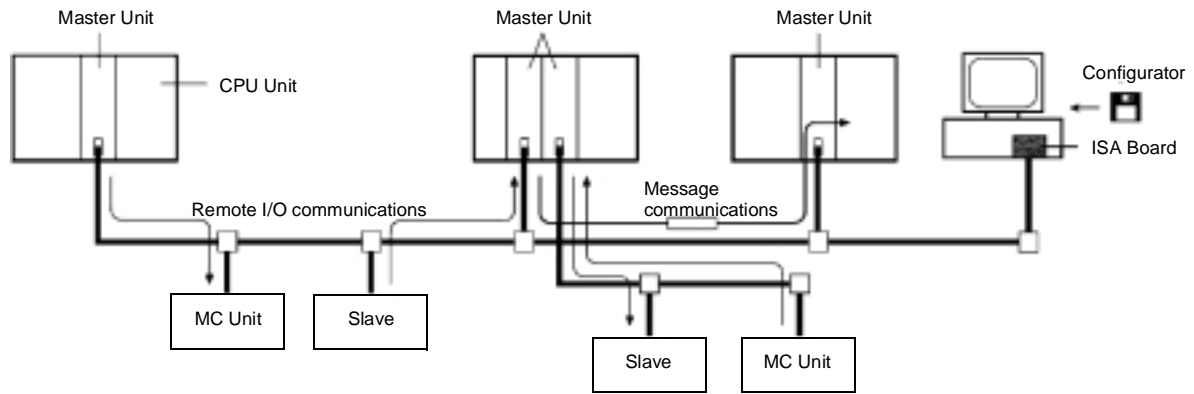 Master Unit
Master Unit
Master Unit
CPU Unit
Configurator
ISA Board
Remote I/O communications
Message
communications
MC Unit
Slave
Slave
MC Unit